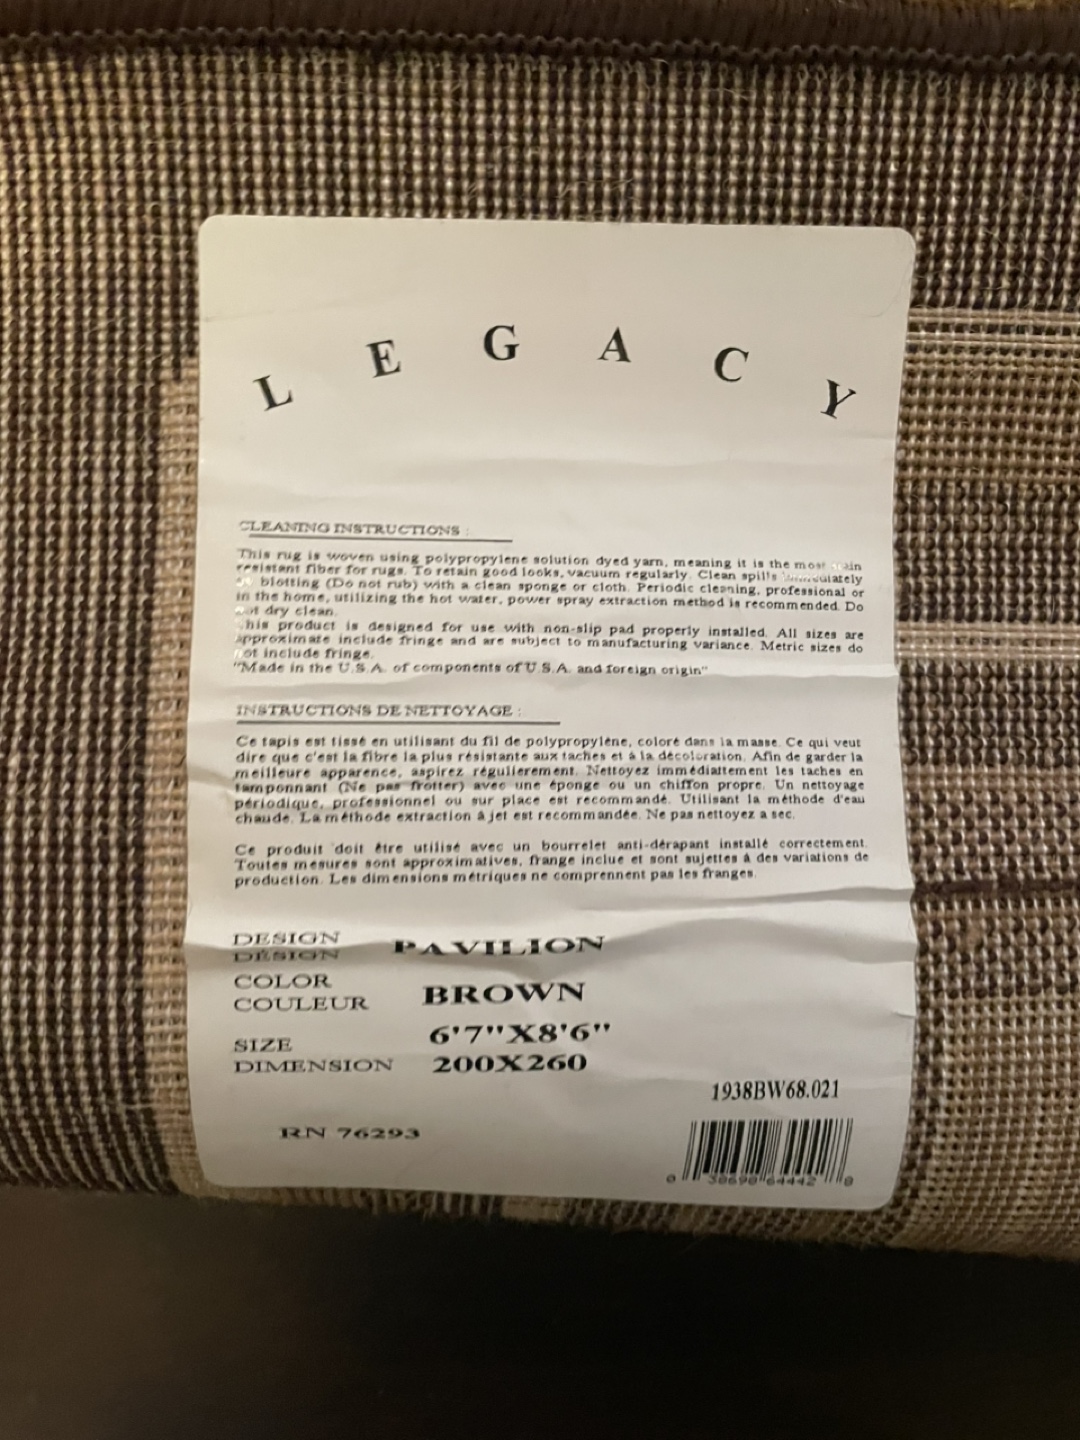 LEGACY
CLEANING INSTRUCTIONS :
This rug is woven using polypropylene solution dyed yarn, meaning it is the most
resistant fiber for rugs. To retain good looks, vacuum regularly. Clean spills
blotting (Do not rub) with a clean sponge or cloth. Periodic cleaning, professional or
in the home, utilizing the hot water, power spray extraction method is recommended. Do
dry clean.
product is designed for use with non-slip pad properly installed. All sizes are
approximate include fringe and are subject to manufacturing variance. Metric sizes do
include fringe.
"Made in the U.S.A. of components of U.S.A. and foreign origin"
INSTRUCTIONS DE NETTOYAGE :
Ce tapis est tissé en utilisant du fil de polypropylène, coloré dans la masse. Ce qui veut
dire que c'est la fibre la plus résistante aux taches et à la décoloration. Afin de garder la
meilleure apparence, aspirez régulierement. Nettoyez immédiattement les taches en
tamponnant (Ne pas frotter) avec une éponge ou un chiffon propre. Un nettoyage
périodique, professionnel ou sur place est recommandé. Utilisant la méthode d'eau
chaude. La méthode extraction à jet est recommandée. Ne pas nettoyez a sec.
Ce produit doit être utilisé avec un bourrelet anti-dérapant installé correctement.
Toutes mesures sont approximatives, frange inclue et sont sujettes à des variations de
production. Les dimensions métriques ne comprennent pas les franges.
DESIGN PAVILION
DÉSIGN
COLOR
COULEUR BROWN
6'7"X8'6"
SIZE
DIMENSION 200X260
1938BW68.021
RN 76293
0 38690 64442 8